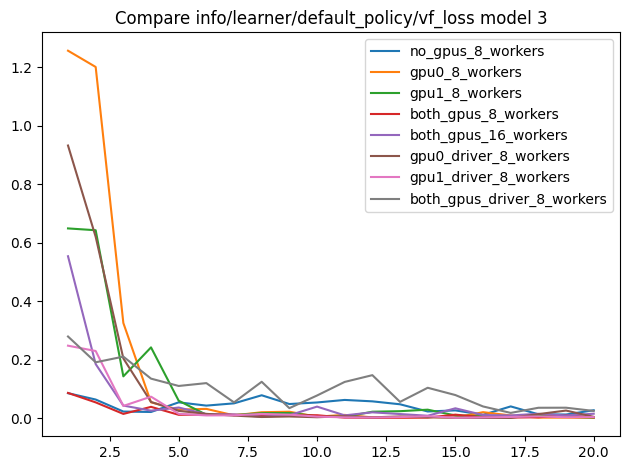 Compare info/learner/default_policy/vf_loss model 3
no_gpus_8_workers
gpu0_8_workers
gpu1_8_workers
both_gpus_8_workers
both_gpus_16_workers
gpu0_driver_8_workers
gpu1_driver_8_workers
both_gpus_driver_8_workers
1.2
1.0
0.8
0.6
0.4
0.2
0.0
2.5 5.0 7.5 10.0 12.5 15.0 17.5 20.0